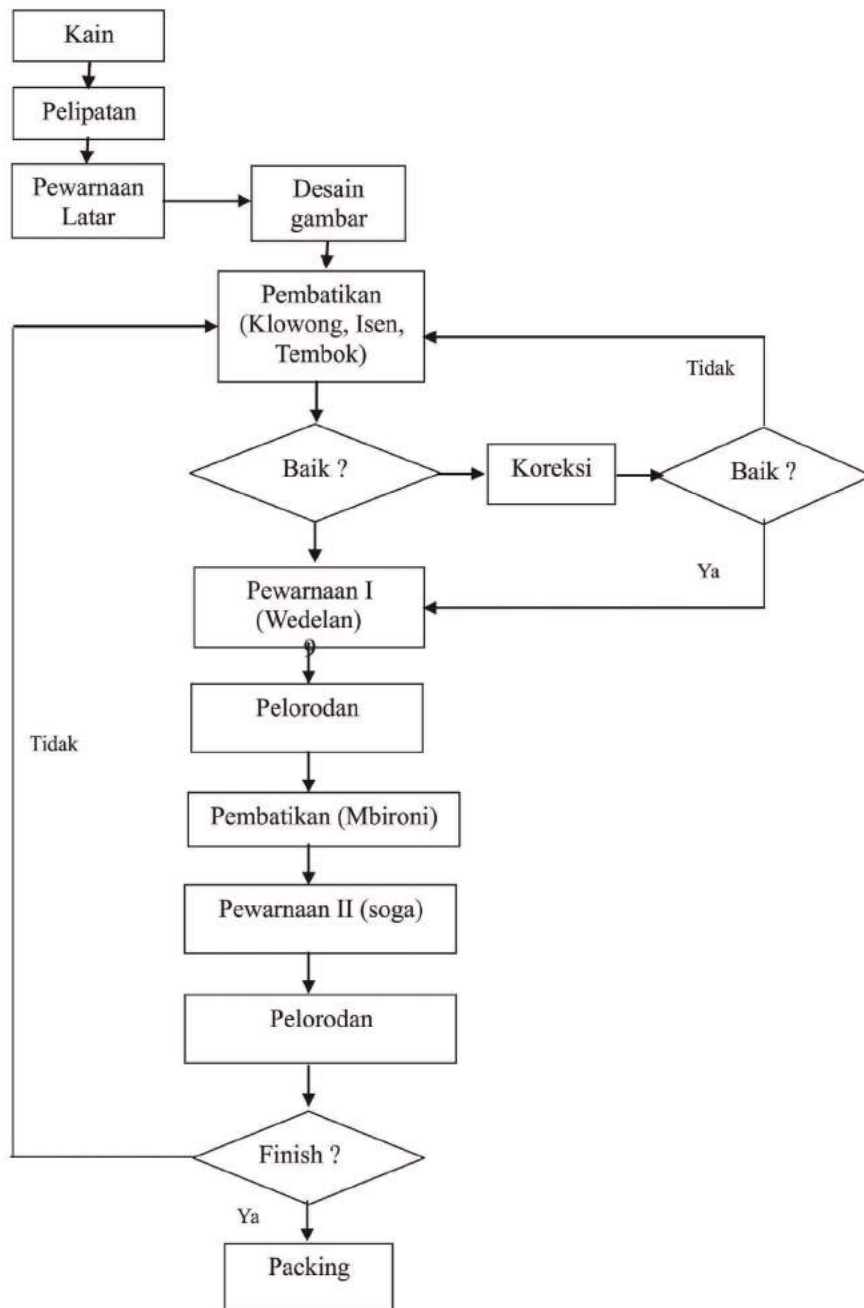 Kain
Pelipatan
Pewarnaan
Latar
Desain
gambar
Pembatikan
(Klowong, Isen,
Tembok)
Tidak
Baik ?
Koreksi
Baik ?
Ya
Pewarnaan I
(Wedelan)
9
Pelorodan
Tidak
Pembatikan (Mbironi)
Pewarnaan II (soga)
Pelorodan
Finish ?
Ya
Packing